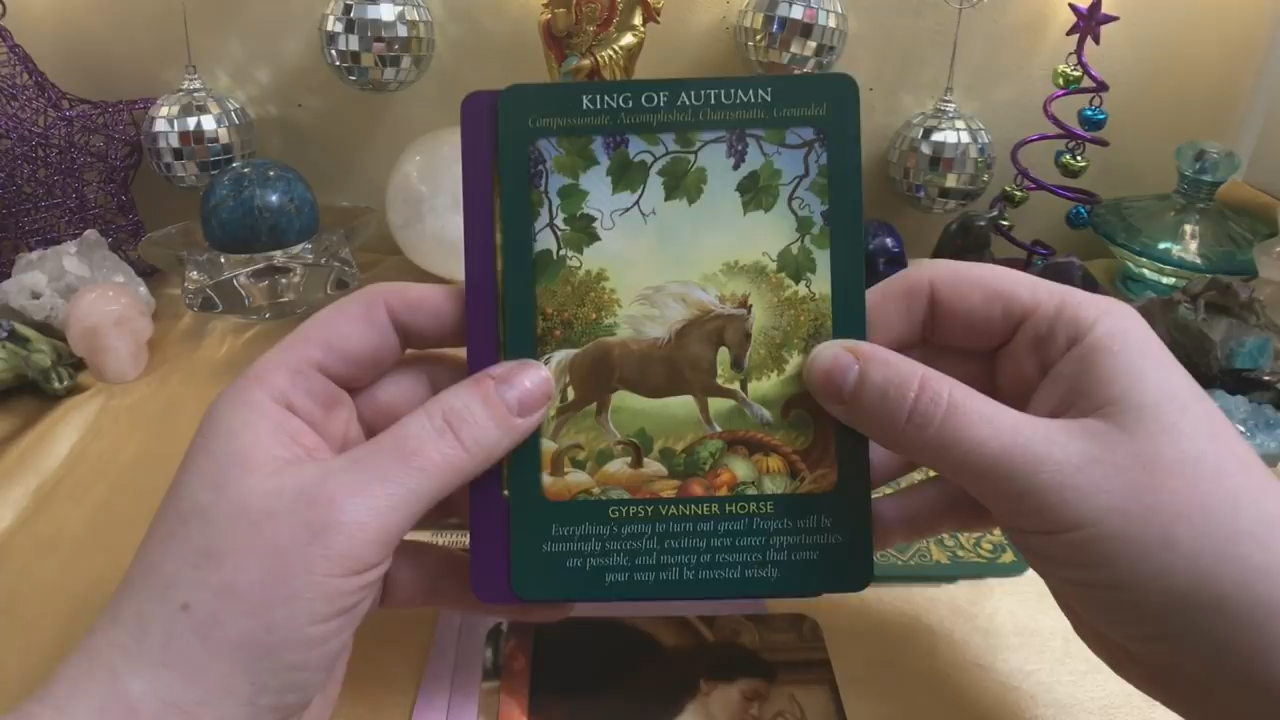 KING OF AUTUMN
Compassionate, Accomplished, Charismatic, Grounded
GYPSY VANNER HORSE
Everything's going to turn out great! Projects will be
stunningly successful, exciting new career opportunities
are possible, and money or resources that come
your way will be invested wisely.